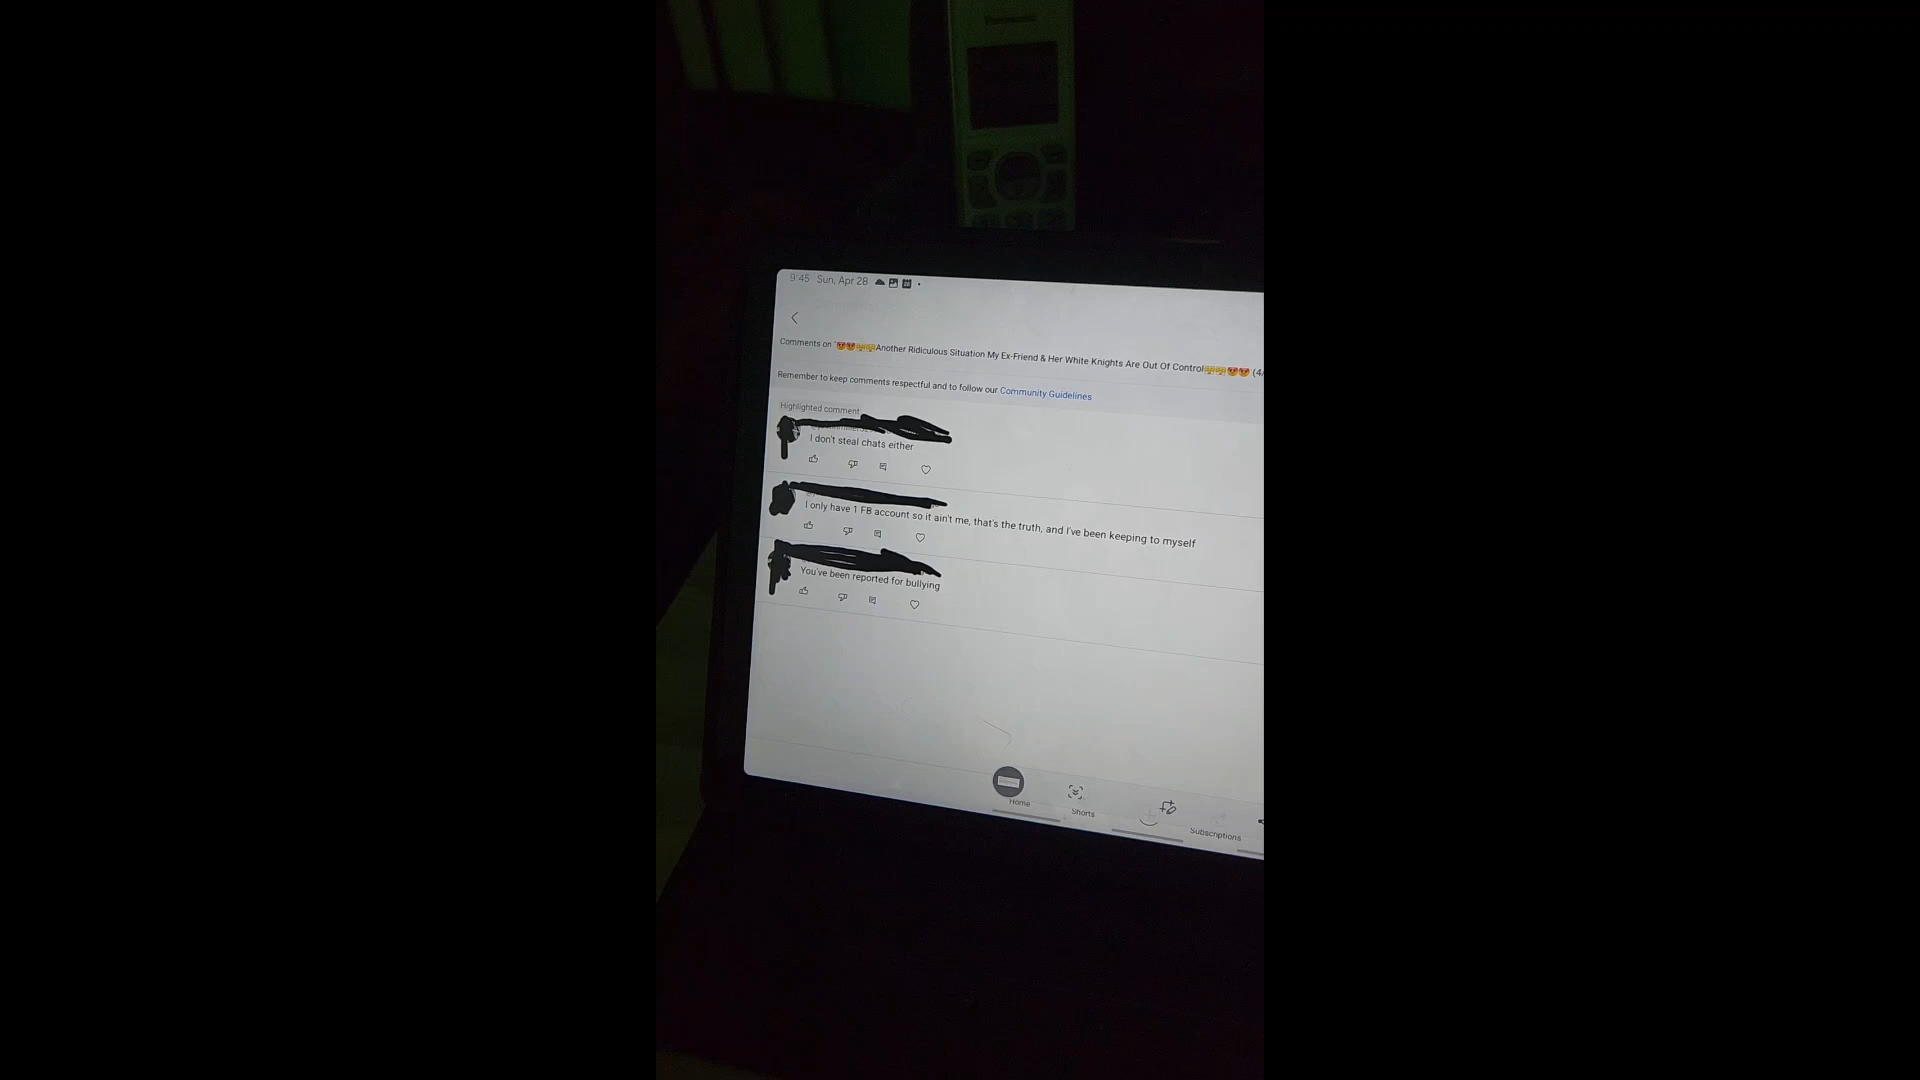 Panasonic
9:45 Sun, Apr 28
Comments on "😡😡😤😤Another Ridiculous Situation My Ex-Friend & Her White Knights Are Out Of Control😤😤😡😡 (4/
Remember to keep comments respectful and to follow our Community Guidelines
Highlighted comment
I don't steal chats either
I only have 1 FB account so it ain't me, that's the truth, and I've been keeping to myself
You've been reported for bullying
Home
Shorts
Subscriptions